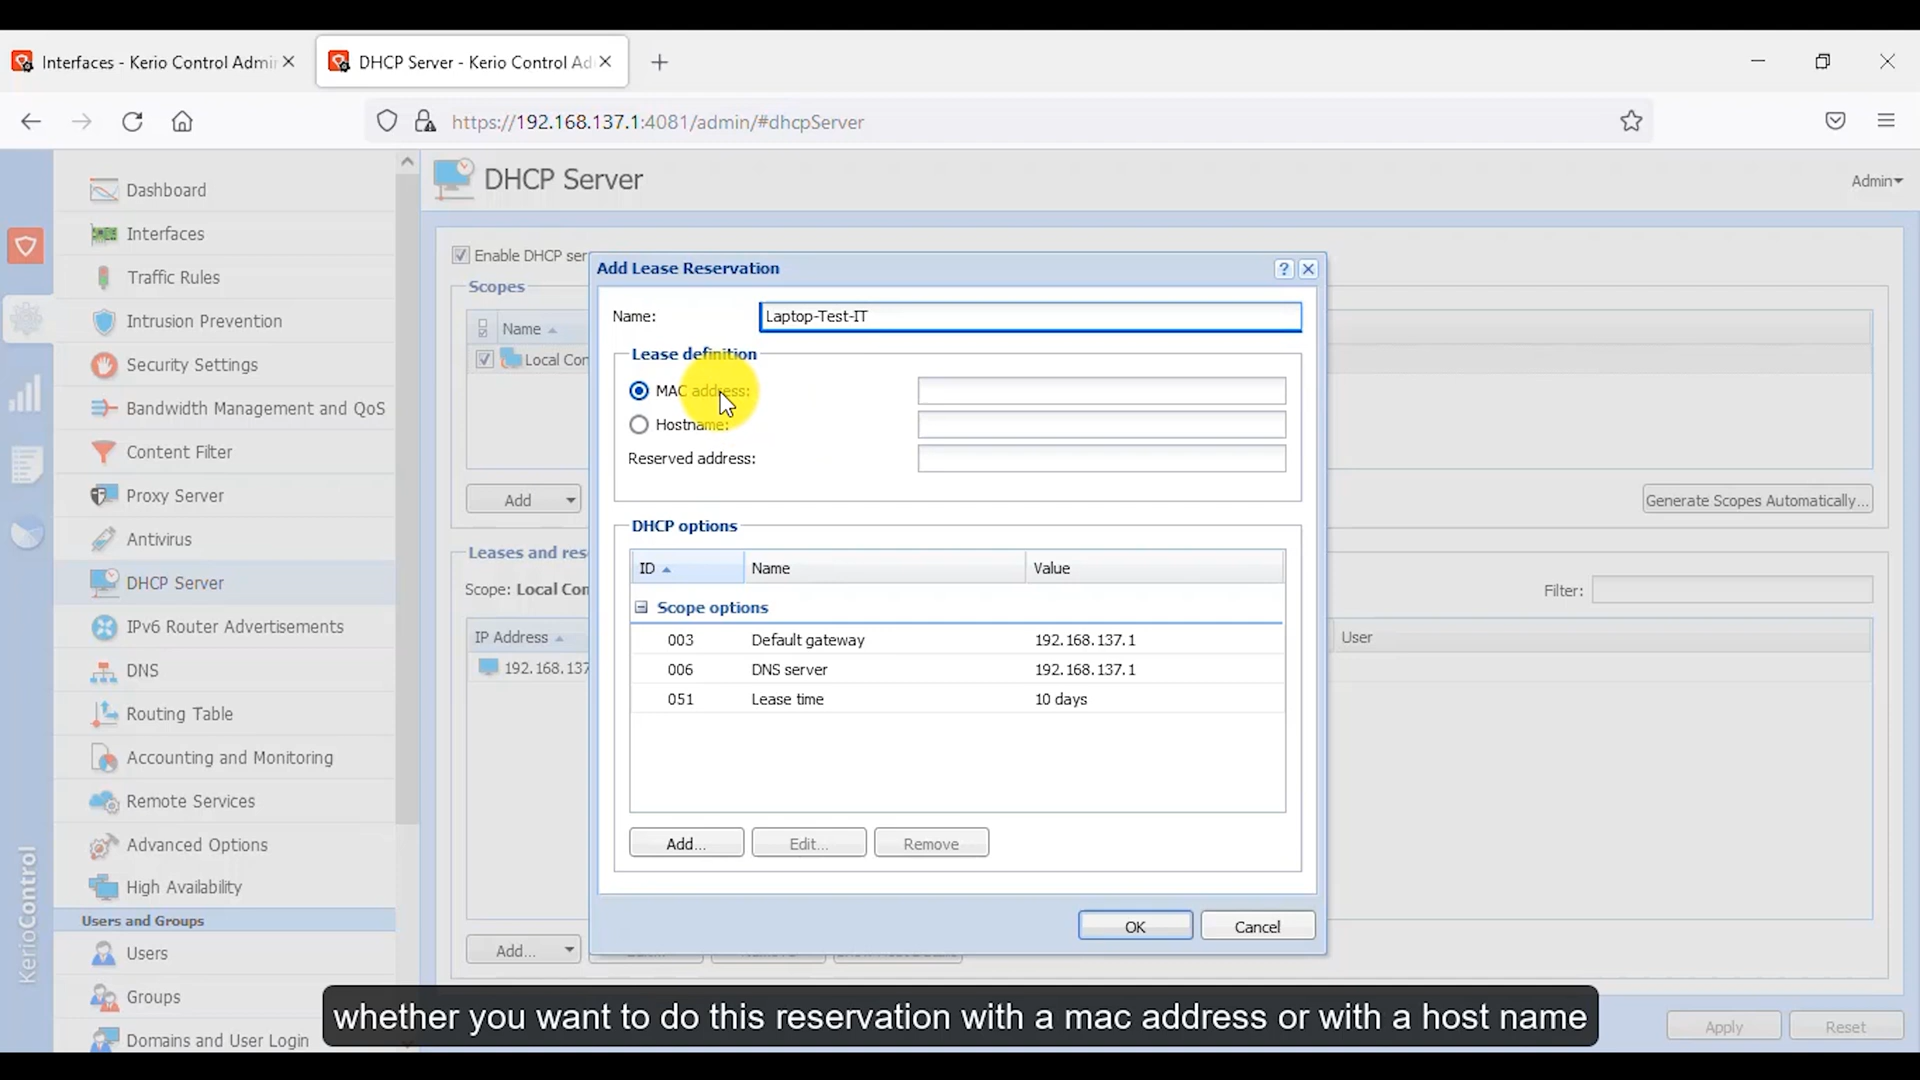 Interfaces - Kerio Control Admi
DHCP Server - Kerio Control Ad
https://192.168.137.1:4081/admin/#dhcpServer
Dashboard
Interfaces
Traffic Rules
Intrusion Prevention
Security Settings
Bandwidth Management and QoS
Content Filter
Proxy Server
Antivirus
DHCP Server
IPv6 Router Advertisements
DNS
Routing Table
Accounting and Monitoring
Remote Services
Advanced Options
High Availability
Users and Groups
Users
Groups
Domains and User Login
KerioControl
DHCP Server
Admin
Enable DHCP ser
Scopes
Name
Local Con
Add
Generate Scopes Automatically...
Leases and res
Scope: Local Con
Filter:
IP Address
User
192.168.137
Add...
Apply
Reset
Add Lease Reservation
Name:
Laptop-Test-IT
Lease definition
MAC address:
Hostname:
Reserved address:
DHCP options
ID Name Value
Scope options
003 Default gateway 192.168.137.1
006 DNS server 192.168.137.1
051 Lease time 10 days
Add... Edit... Remove
OK Cancel
whether you want to do this reservation with a mac address or with a host name